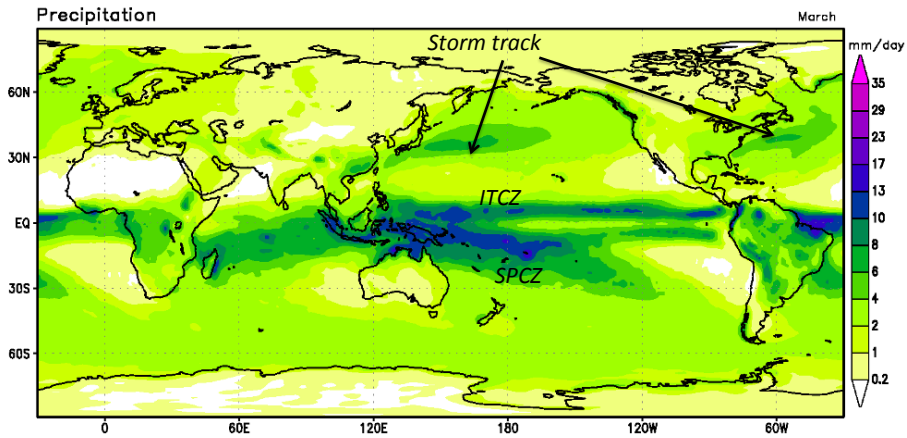 Precipitation
March
Storm track
mm/day
60N
30N
EQ
30S
60S
ITCZ
SPCZ
35
29
23
17
13
10
8
6
4
2
1
0.2
0
60E
120E
180
120W
60W